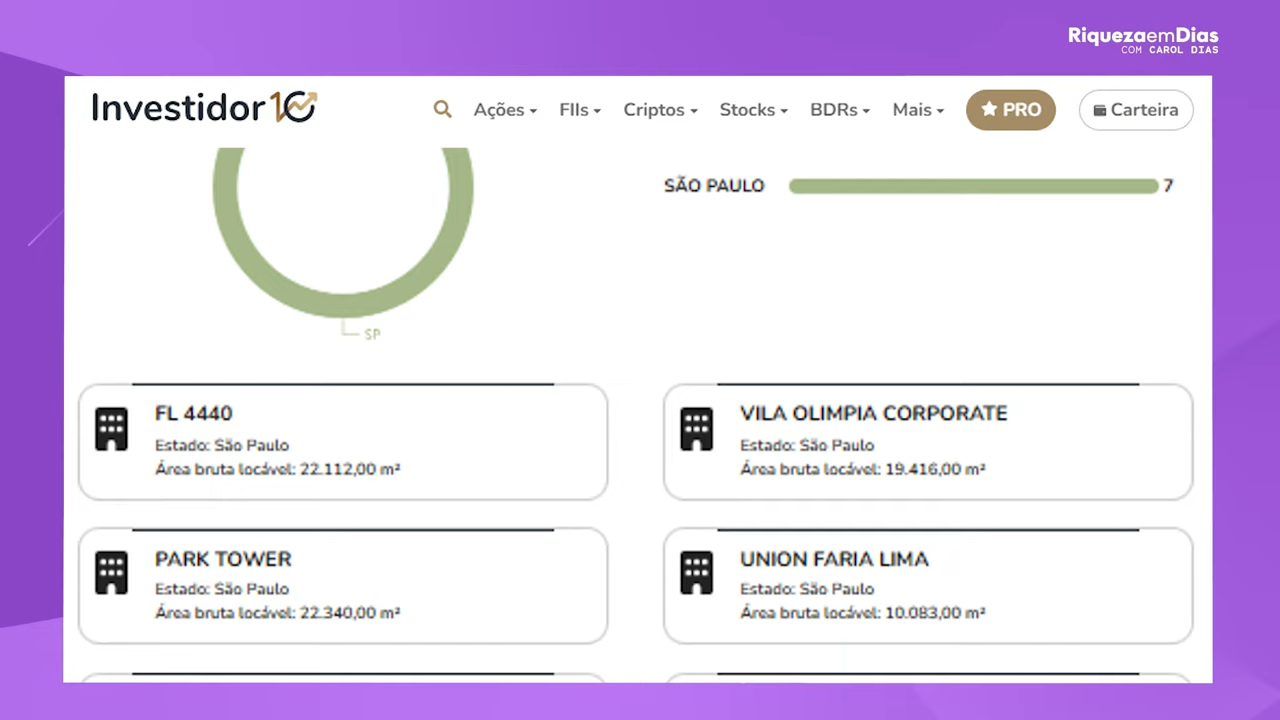 RiquezaemDias
COM CAROL DIAS
Investidor10
Ações
FIIs
Criptos
Stocks
BDRs
Mais
PRO
Carteira
SÃO PAULO 7
SP
FL 4440
Estado: São Paulo
Área bruta locável: 22.112,00 m²
VILA OLIMPIA CORPORATE
Estado: São Paulo
Área bruta locável: 19.416,00 m²
PARK TOWER
Estado: São Paulo
Área bruta locável: 22.340,00 m²
UNION FARIA LIMA
Estado: São Paulo
Área bruta locável: 10.083,00 m²